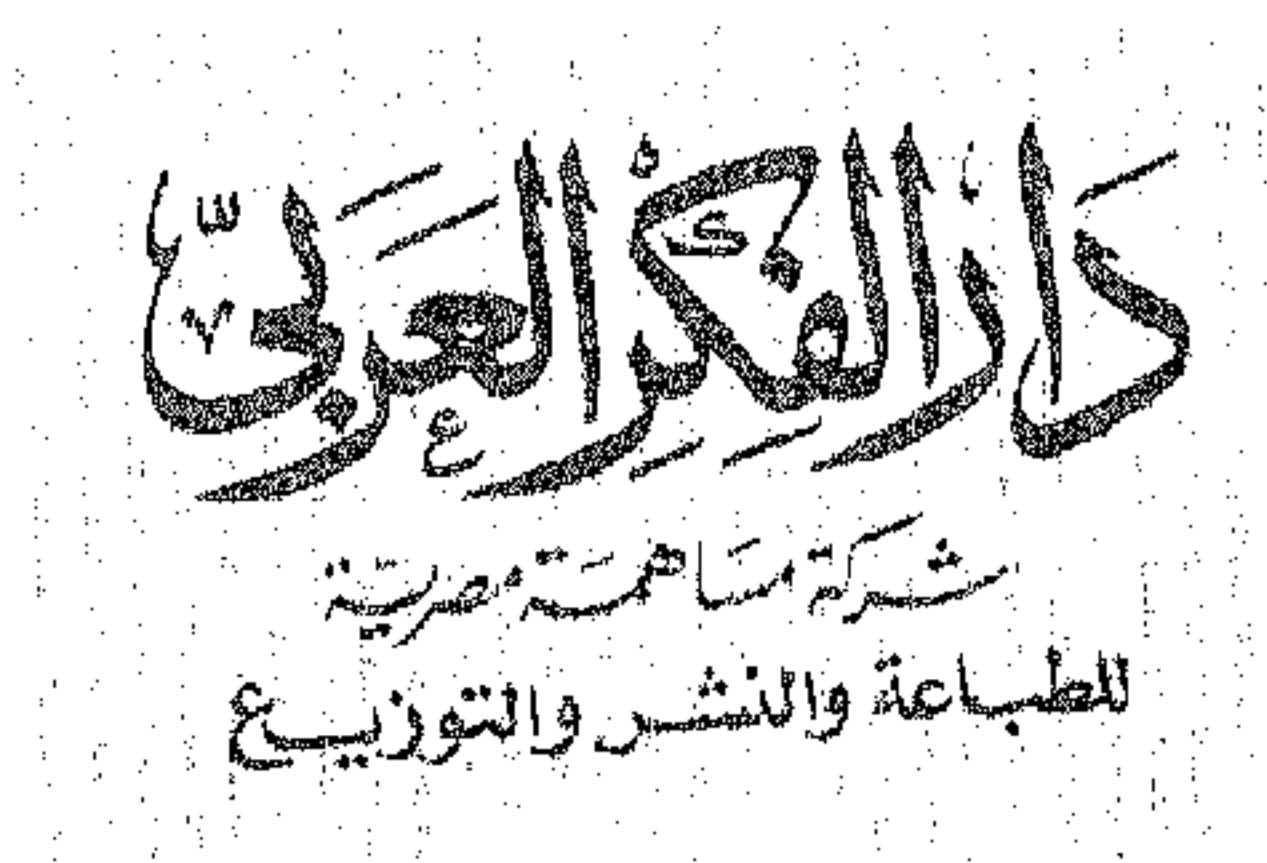 دار الفكر العربي
شركة مساهمة مصرية
للطباعة والنشر والتوزيع